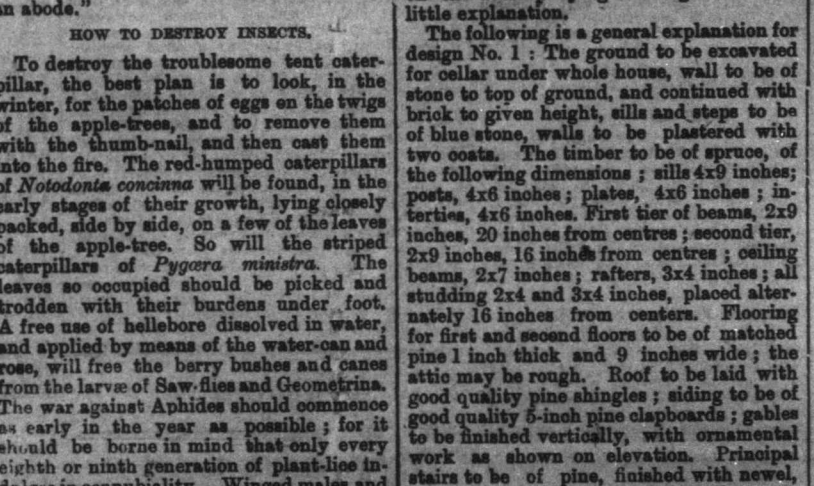 an abode."
HOW TO DESTROY INSECTS.
To destroy the troublesome tent cater-
pillar, the best plan is to look, in the
winter, for the patches of eggs on the twigs
of the apple-trees, and to remove them
with the thumb-nail, and then cast them
into the fire. The red-humped caterpillars
of Notodonta concinna will be found, in the
early stages of their growth, lying closely
packed, side by side, on a few of the leaves
of the apple-tree. So will the striped
caterpillars of Pygœra ministra. The
leaves so occupied should be picked and
trodden with their burdens under foot.
A free use of hellebore dissolved in water,
and applied by means of the water-can and
rose, will free the berry bushes and canes
from the larvæ of Saw-flies and Geometrina.
The war against Aphides should commence
as early in the year as possible ; for it
should be borne in mind that only every
eighth or ninth generation of plant-lice in-
Winged males and
little explanation.
The following is a general explanation for
design No. 1 : The ground to be excavated
for cellar under whole house, wall to be of
stone to top of ground, and continued with
brick to given height, sills and steps to be
of blue stone, walls to be plastered with
two coats. The timber to be of spruce, of
the following dimensions ; sills 4x9 inches;
posts, 4x6 inches ; plates, 4x6 inches ; in-
terties, 4x6 inches. First tier of beams, 2x9
inches, 20 inches from centres ; second tier,
2x9 inches, 16 inches from centres ; ceiling
beams, 2x7 inches ; rafters, 3x4 inches ; all
studding 2x4 and 3x4 inches, placed alter-
nately 16 inches from centers. Flooring
for first and second floors to be of matched
pine 1 inch thick and 9 inches wide ; the
attic may be rough. Roof to be laid with
good quality pine shingles ; siding to be of
good quality 5-inch pine clapboards ; gables
to be finished vertically, with ornamental
work as shown on elevation. Principal
stairs to be of pine, finished with newel,